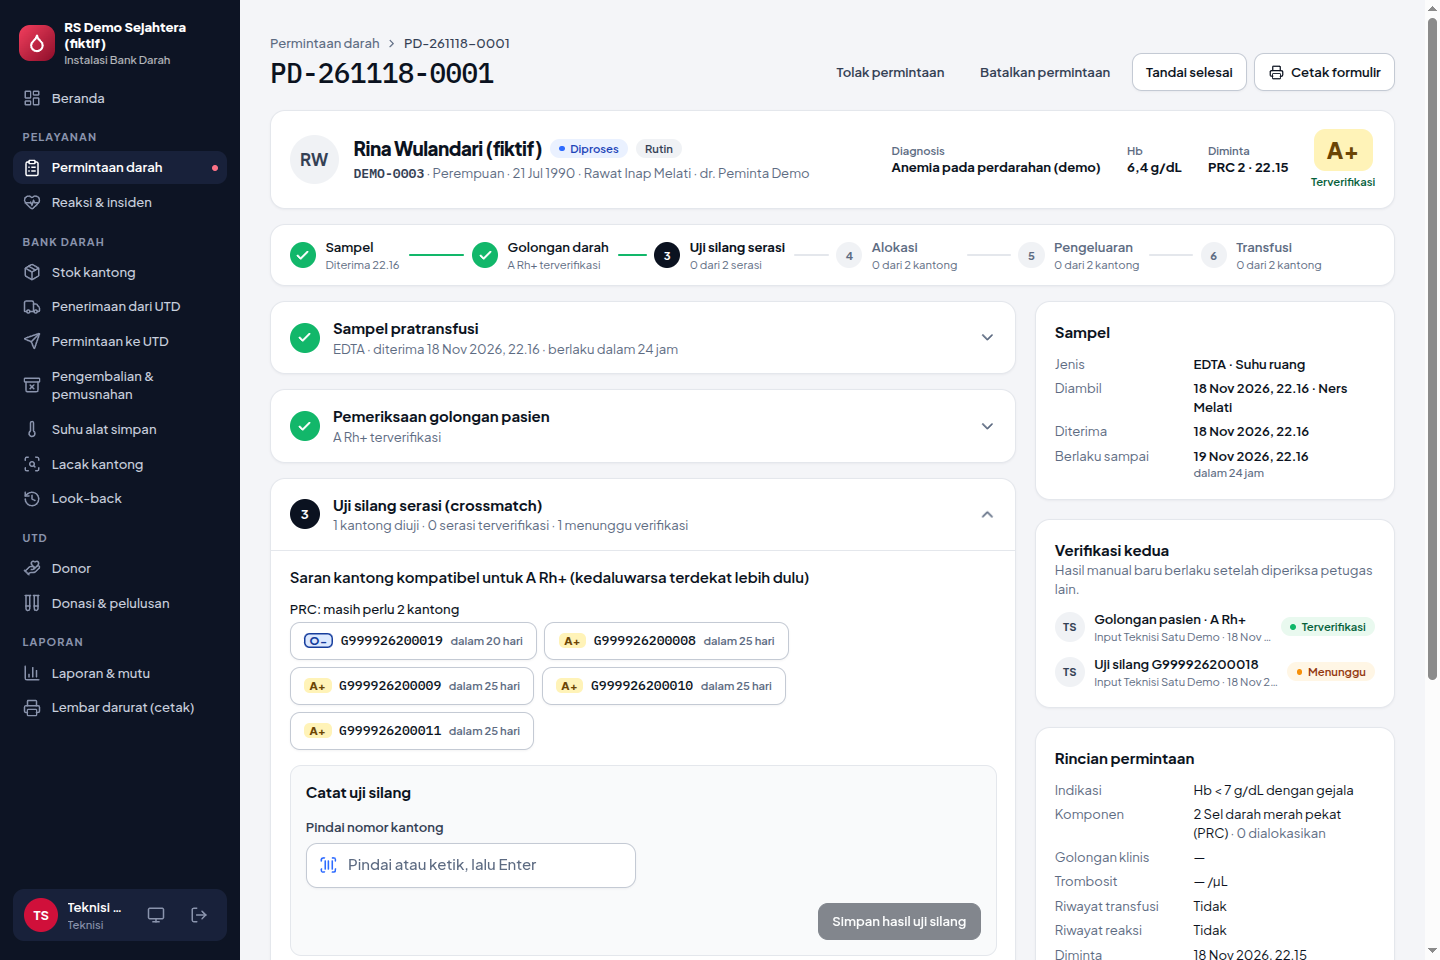 RS Demo Sejahtera
(fiktif)
Instalasi Bank Darah
Beranda
PELAYANAN
Permintaan darah
Reaksi & insiden
BANK DARAH
Stok kantong
Penerimaan dari UTD
Permintaan ke UTD
Pengembalian &
pemusnahan
Suhu alat simpan
Lacak kantong
Look-back
UTD
Donor
Donasi & pelulusan
LAPORAN
Laporan & mutu
Lembar darurat (cetak)
TS
Teknisi ...
Teknisi
Permintaan darah > PD-261118-0001
PD-261118-0001
Tolak permintaan
Batalkan permintaan
Tandai selesai
Cetak formulir
RW
Rina Wulandari (fiktif)
Diproses
Rutin
DEMO-0003 · Perempuan · 21 Jul 1990 · Rawat Inap Melati · dr. Peminta Demo
Diagnosis
Anemia pada perdarahan (demo)
Hb
6,4 g/dL
Diminta
PRC 2 · 22.15
A+
Terverifikasi
Sampel
Diterima 22.16
Golongan darah
A Rh+ terverifikasi
3
Uji silang serasi
0 dari 2 serasi
4
Alokasi
0 dari 2 kantong
5
Pengeluaran
0 dari 2 kantong
6
Transfusi
0 dari 2 kantong
Sampel pratransfusi
EDTA · diterima 18 Nov 2026, 22.16 · berlaku dalam 24 jam
Pemeriksaan golongan pasien
A Rh+ terverifikasi
3
Uji silang serasi (crossmatch)
1 kantong diuji · 0 serasi terverifikasi · 1 menunggu verifikasi
Saran kantong kompatibel untuk A Rh+ (kedaluwarsa terdekat lebih dulu)
PRC: masih perlu 2 kantong
O− G999926200019 dalam 20 hari
A+ G999926200008 dalam 25 hari
A+ G999926200009 dalam 25 hari
A+ G999926200010 dalam 25 hari
A+ G999926200011 dalam 25 hari
Catat uji silang
Pindai nomor kantong
Pindai atau ketik, lalu Enter
Simpan hasil uji silang
Sampel
Jenis EDTA · Suhu ruang
Diambil 18 Nov 2026, 22.16 · Ners
Melati
Diterima 18 Nov 2026, 22.16
Berlaku sampai 19 Nov 2026, 22.16
dalam 24 jam
Verifikasi kedua
Hasil manual baru berlaku setelah diperiksa petugas
lain.
TS
Golongan pasien · A Rh+
Input Teknisi Satu Demo · 18 Nov ...
Terverifikasi
TS
Uji silang G999926200018
Input Teknisi Satu Demo · 18 Nov 2...
Menunggu
Rincian permintaan
Indikasi Hb < 7 g/dL dengan gejala
Komponen 2 Sel darah merah pekat
(PRC) · 0 dialokasikan
Golongan klinis —
Trombosit — /µL
Riwayat transfusi Tidak
Riwayat reaksi Tidak
Diminta 18 Nov 2026, 22.15